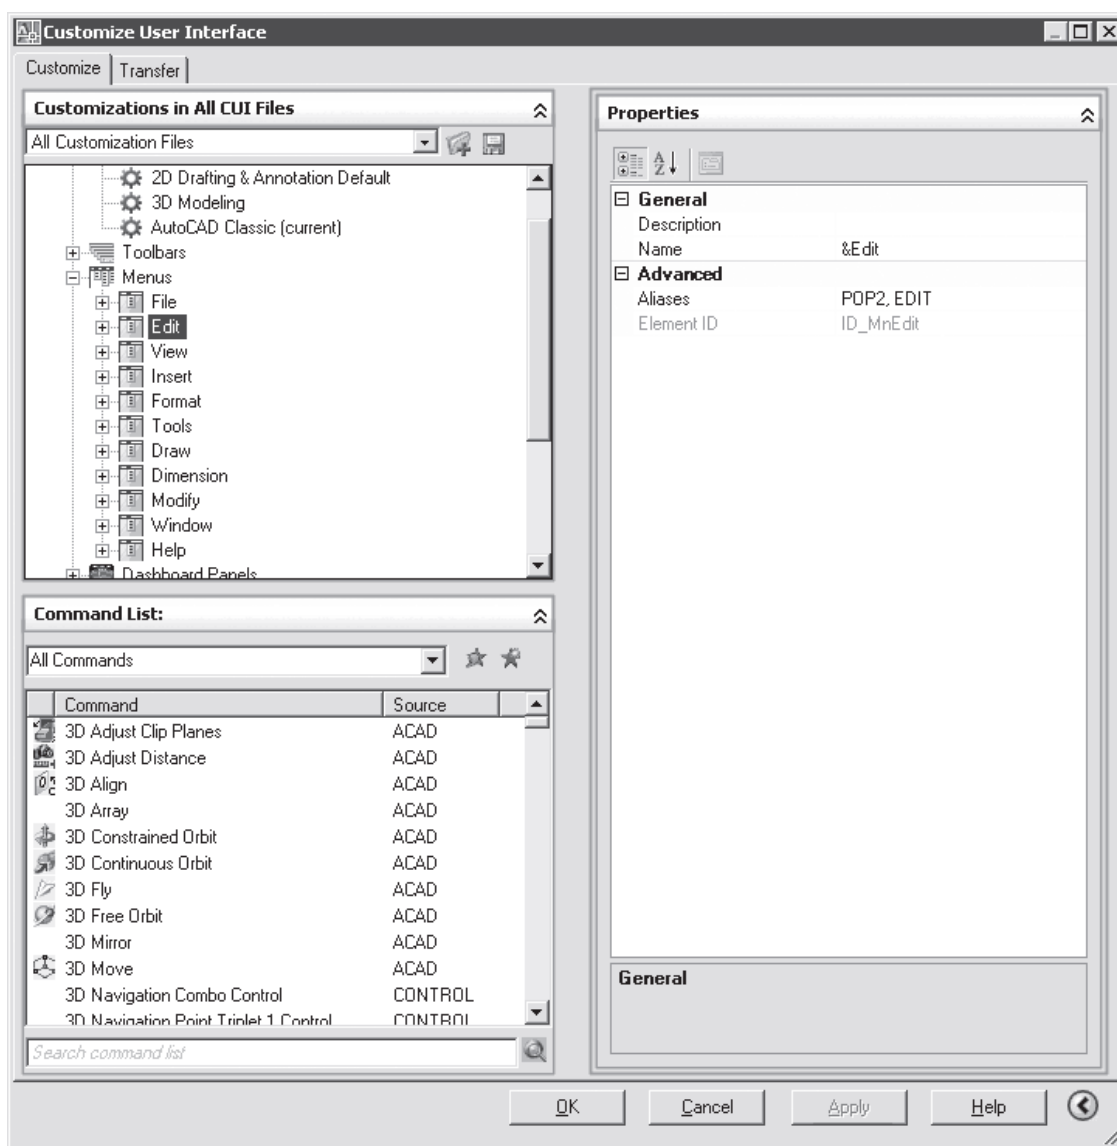 Customize User Interface
Customize Transfer
Customizations in All CUI Files
All Customization Files
2D Drafting & Annotation Default
3D Modeling
AutoCAD Classic (current)
Toolbars
Menus
File
Edit
View
Insert
Format
Tools
Draw
Dimension
Modify
Window
Help
Dashboard Panels
Command List:
All Commands
Command Source
3D Adjust Clip Planes ACAD
3D Adjust Distance ACAD
3D Align ACAD
3D Array ACAD
3D Constrained Orbit ACAD
3D Continuous Orbit ACAD
3D Fly ACAD
3D Free Orbit ACAD
3D Mirror ACAD
3D Move ACAD
3D Navigation Combo Control CONTROL
3D Navigation Point Triplet 1 Control CONTROL
Search command list
Properties
General
Description
Name &Edit
Advanced
Aliases POP2, EDIT
Element ID ID_MnEdit
General
OK Cancel Apply Help